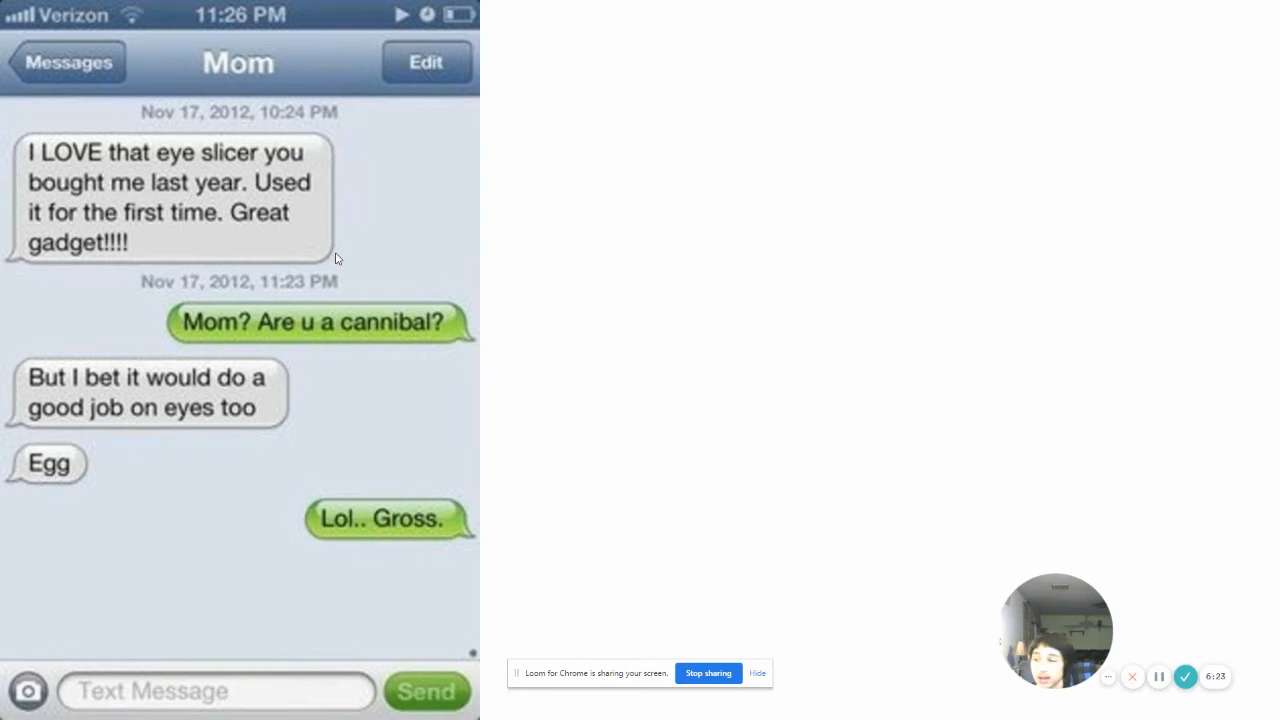 Verizon 11:26 PM
Messages Mom Edit
Nov 17, 2012, 10:24 PM
I LOVE that eye slicer you
bought me last year. Used
it for the first time. Great
gadget!!!!
Nov 17, 2012, 11:23 PM
Mom? Are u a cannibal?
But I bet it would do a
good job on eyes too
Egg
Lol.. Gross.
Text Message Send
Loom for Chrome is sharing your screen. Stop sharing Hide
6:23